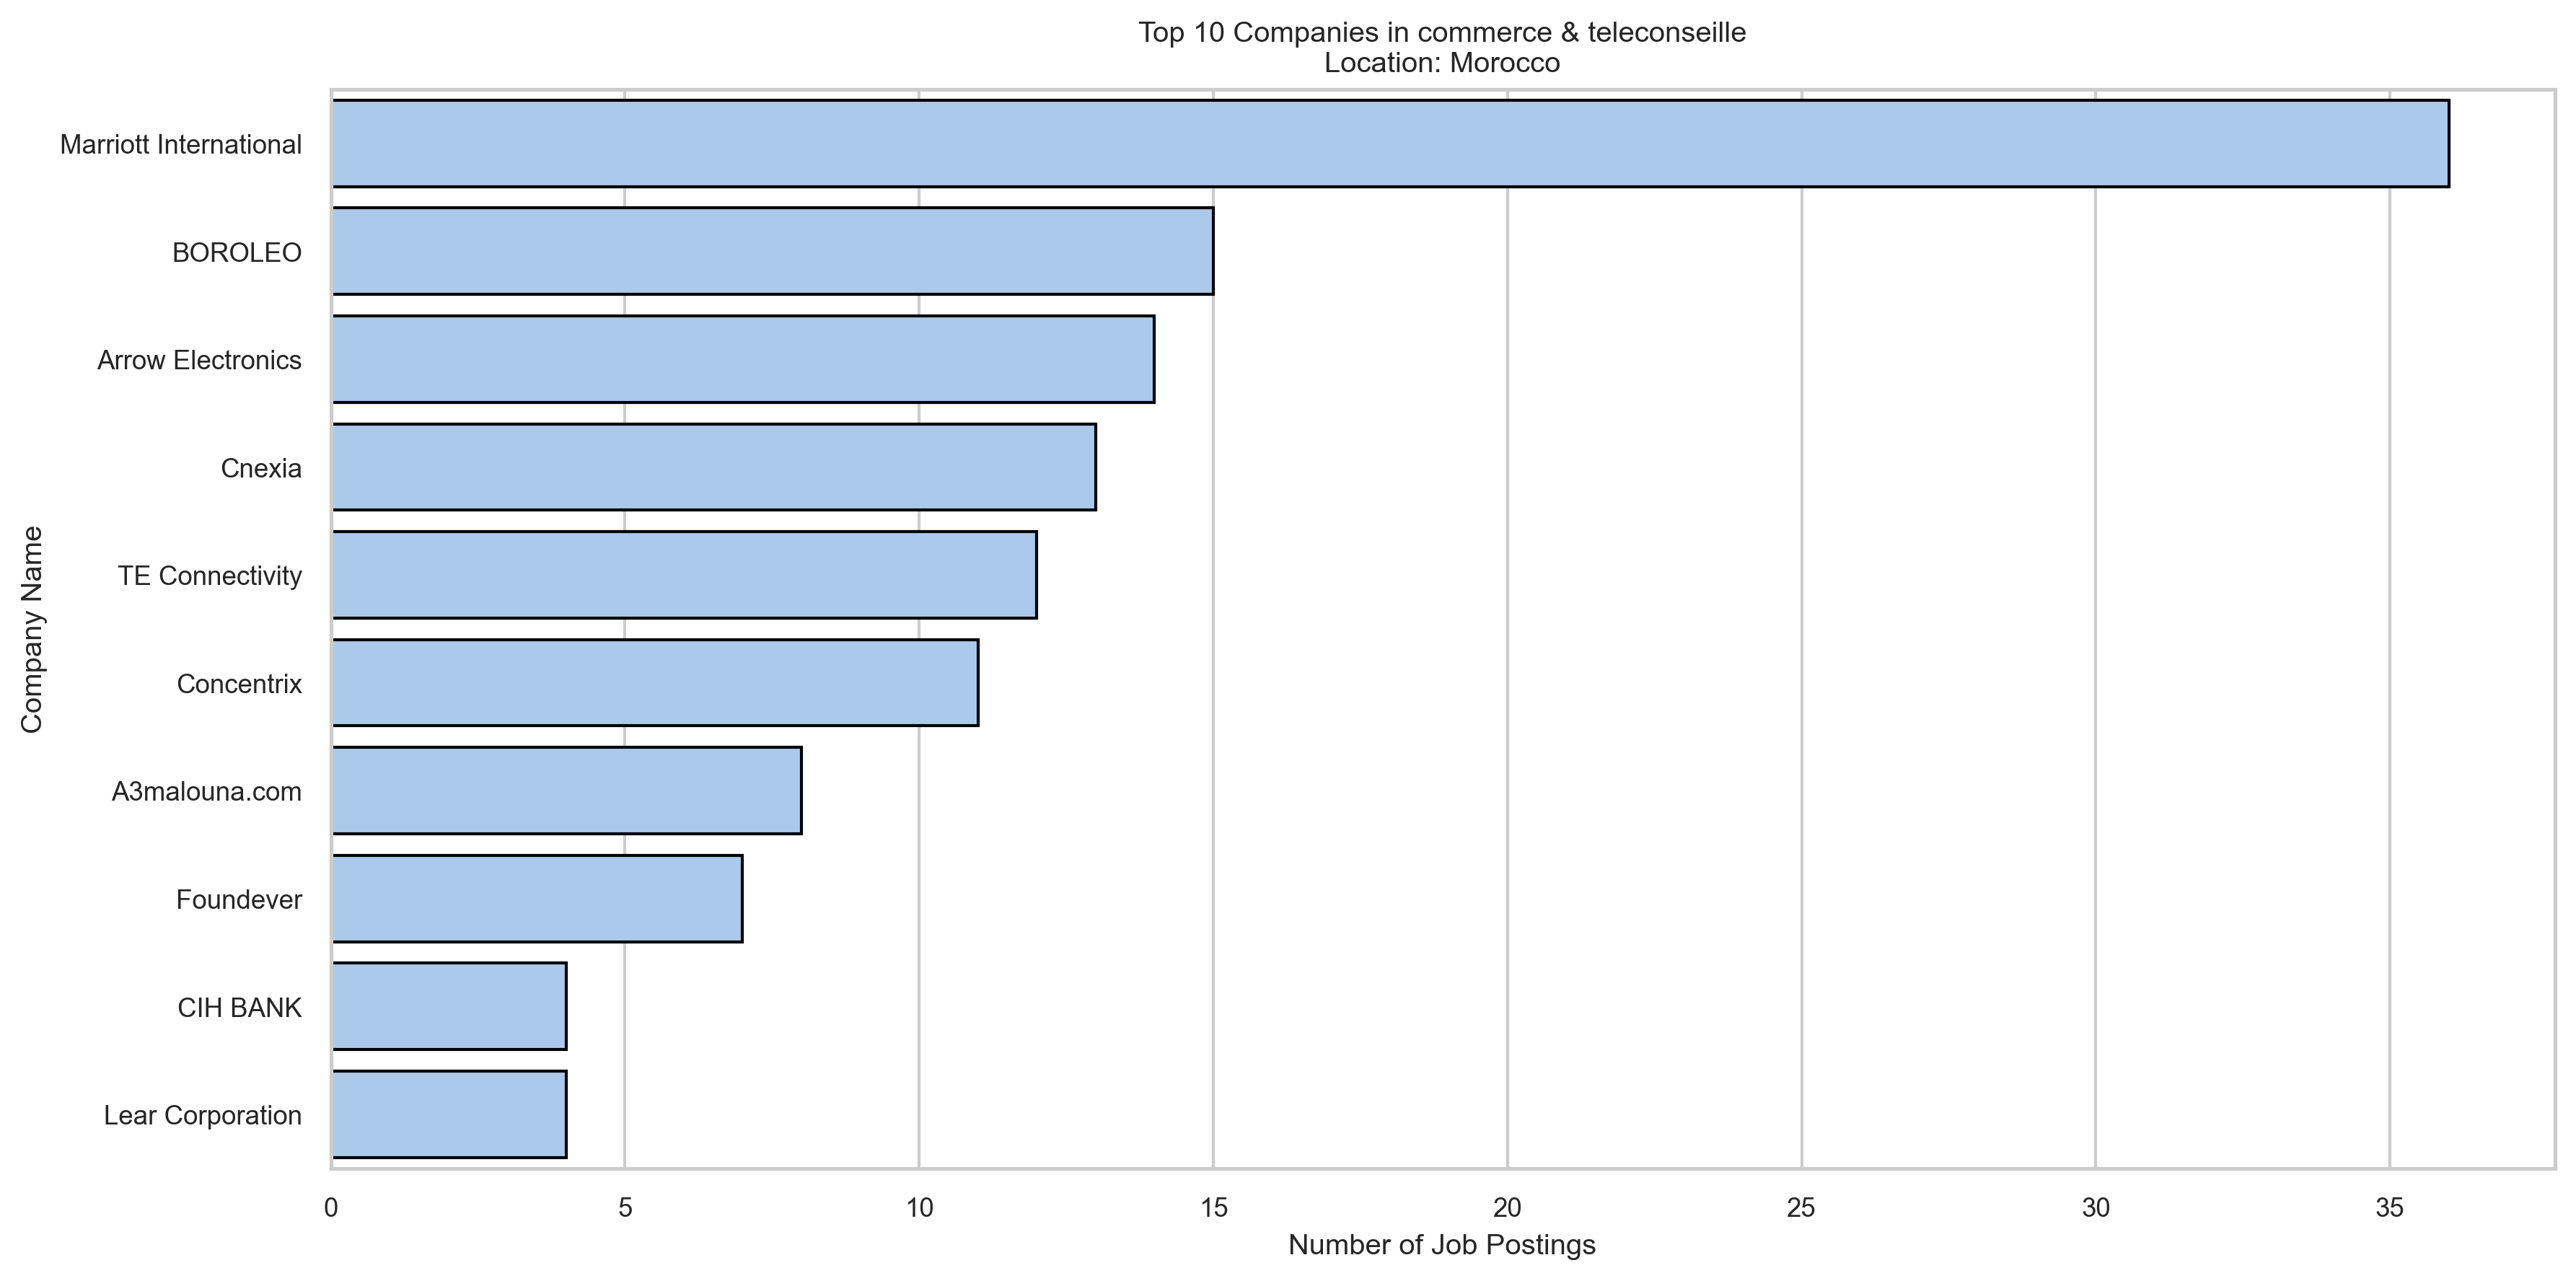 Top 10 Companies in commerce & teleconseille
Location: Morocco
Company Name
Marriott International
BOROLEO
Arrow Electronics
Cnexia
TE Connectivity
Concentrix
A3malouna.com
Foundever
CIH BANK
Lear Corporation
0 5 10 15 20 25 30 35
Number of Job Postings